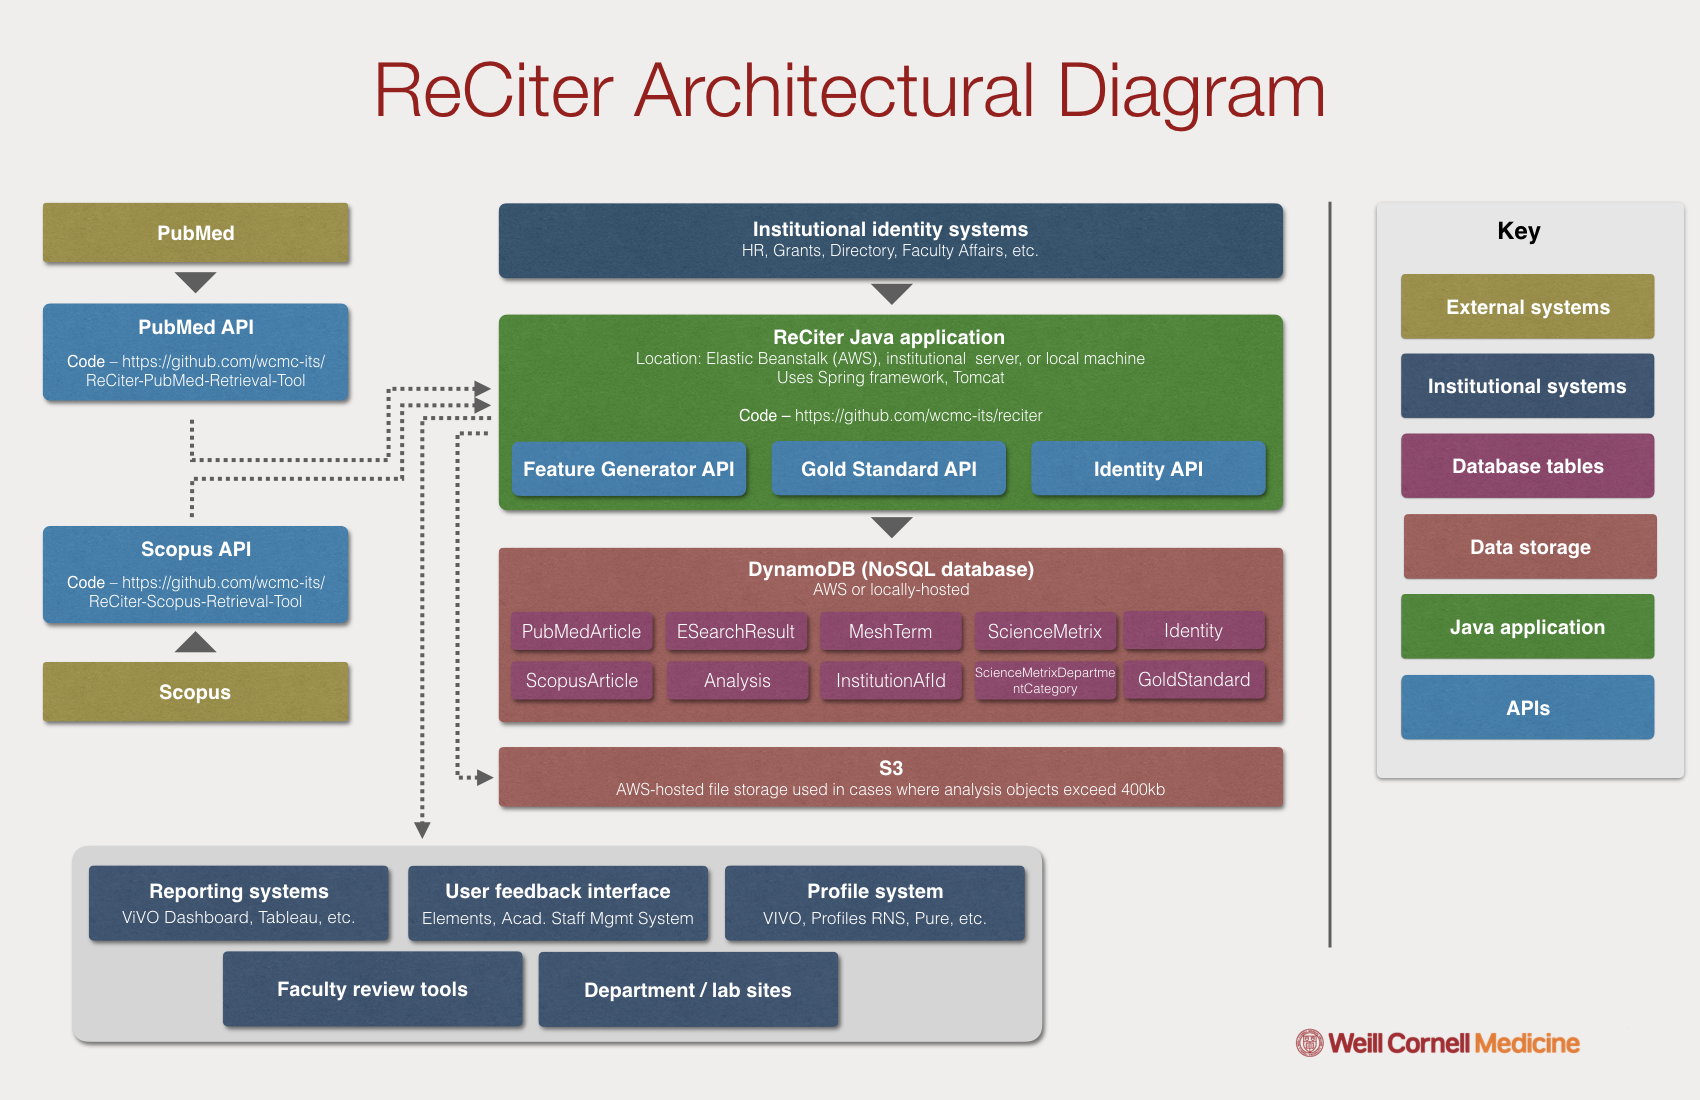 ReCiter Architectural Diagram
PubMed
PubMed API
Code – https://github.com/wcmc-its/
ReCiter-PubMed-Retrieval-Tool
Scopus API
Code – https://github.com/wcmc-its/
ReCiter-Scopus-Retrieval-Tool
Scopus
Institutional identity systems
HR, Grants, Directory, Faculty Affairs, etc.
ReCiter Java application
Location: Elastic Beanstalk (AWS), institutional  server, or local machine
Uses Spring framework, Tomcat
Code – https://github.com/wcmc-its/reciter
Feature Generator API
Gold Standard API
Identity API
DynamoDB (NoSQL database)
AWS or locally-hosted
PubMedArticle
ESearchResult
MeshTerm
ScienceMetrix
Identity
ScopusArticle
Analysis
InstitutionAfId
ScienceMetrixDepartme
ntCategory
GoldStandard
S3
AWS-hosted file storage used in cases where analysis objects exceed 400kb
Reporting systems
ViVO Dashboard, Tableau, etc.
User feedback interface
Elements, Acad. Staff Mgmt System
Profile system
VIVO, Profiles RNS, Pure, etc.
Faculty review tools
Department / lab sites
Key
External systems
Institutional systems
Database tables
Data storage
Java application
APIs
Weill Cornell Medicine